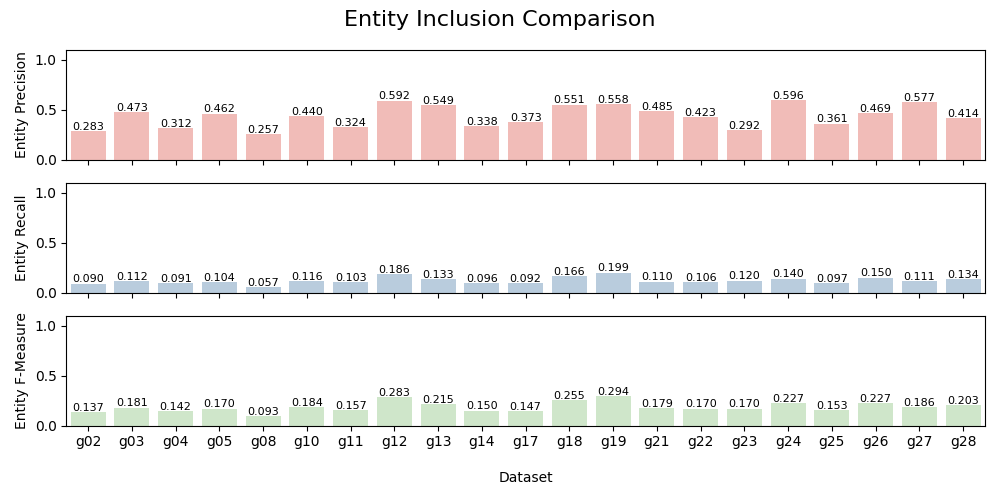 Entity Inclusion Comparison
Entity Precision
1.0
0.5
0.0
0.283 0.473 0.312 0.462 0.257 0.440 0.324 0.592 0.549 0.338 0.373 0.551 0.558 0.485 0.423 0.292 0.596 0.361 0.469 0.577 0.414
Entity Recall
1.0
0.5
0.0
0.090 0.112 0.091 0.104 0.057 0.116 0.103 0.186 0.133 0.096 0.092 0.166 0.199 0.110 0.106 0.120 0.140 0.097 0.150 0.111 0.134
Entity F-Measure
1.0
0.5
0.0
0.137 0.181 0.142 0.170 0.093 0.184 0.157 0.283 0.215 0.150 0.147 0.255 0.294 0.179 0.170 0.170 0.227 0.153 0.227 0.186 0.203
g02 g03 g04 g05 g08 g10 g11 g12 g13 g14 g17 g18 g19 g21 g22 g23 g24 g25 g26 g27 g28
Dataset